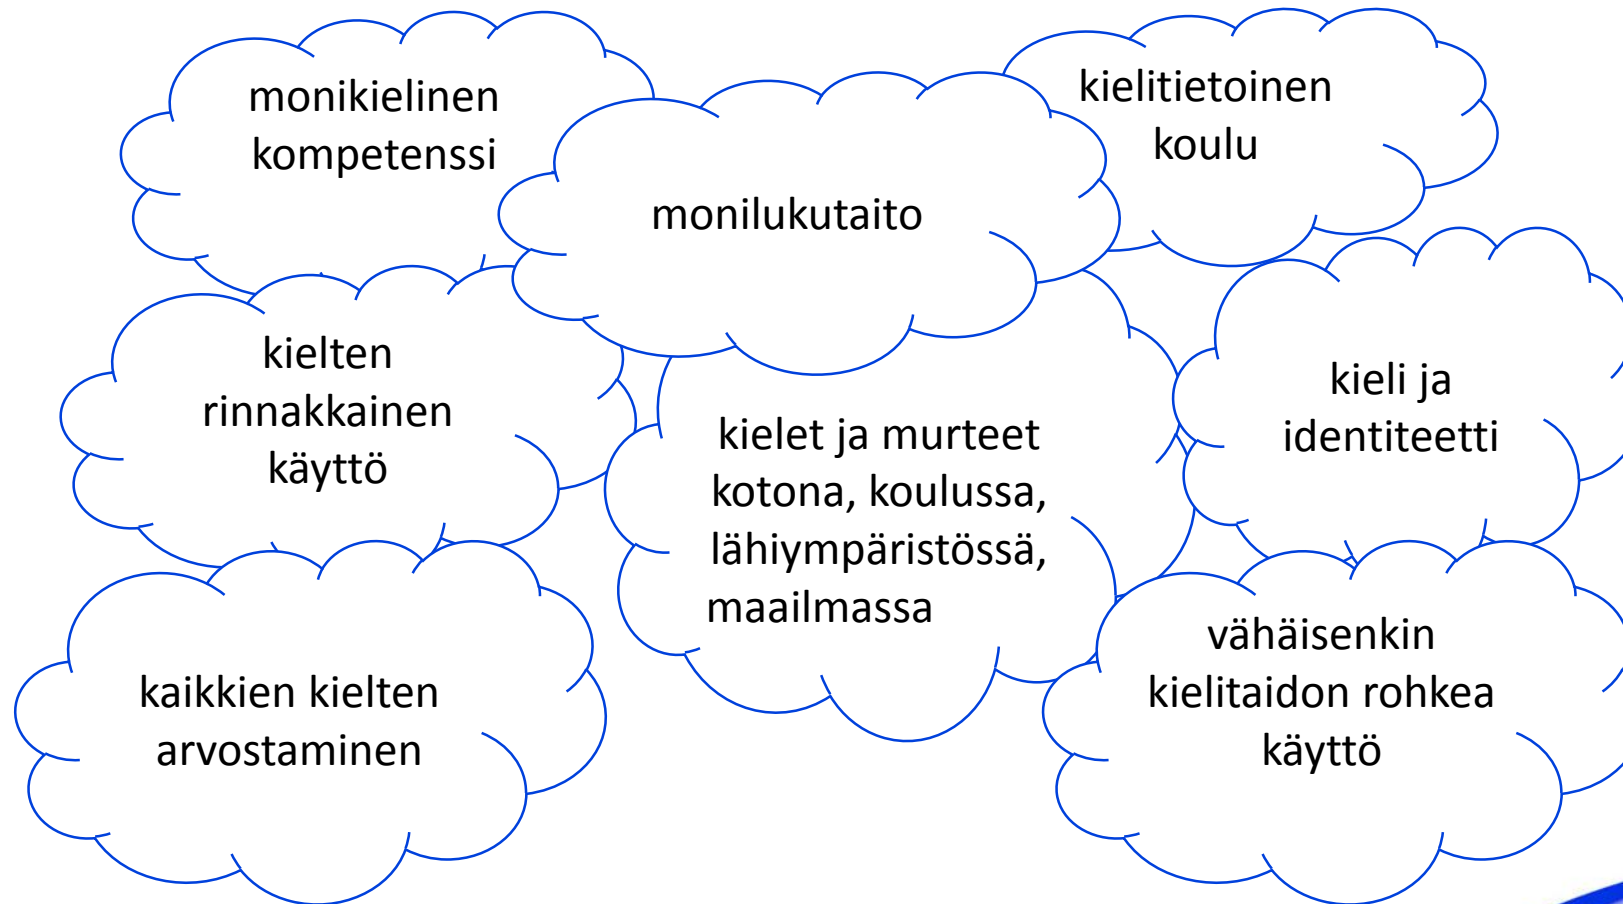 monikielinen
kompetenssi
monilukutaito
kielitietoinen
koulu
kielten
rinnakkainen
käyttö
kielet ja murteet
kotona, koulussa,
lähiympäristössä,
maailmassa
kieli ja
identiteetti
kaikkien kielten
arvostaminen
vähäisenkin
kielitaidon rohkea
käyttö